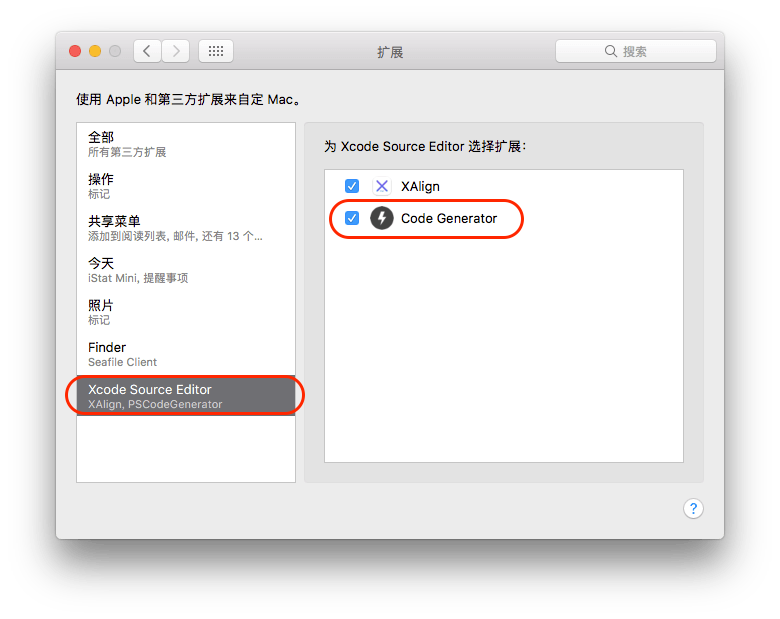 扩展
搜索
使用 Apple 和第三方扩展来自定 Mac。
全部
所有第三方扩展
操作
标记
共享菜单
添加到阅读列表, 邮件, 还有 13 个...
今天
iStat Mini, 提醒事项
照片
标记
Finder
Seafile Client
Xcode Source Editor
XAlign, PSCodeGenerator
为 Xcode Source Editor 选择扩展：
XAlign
Code Generator
?